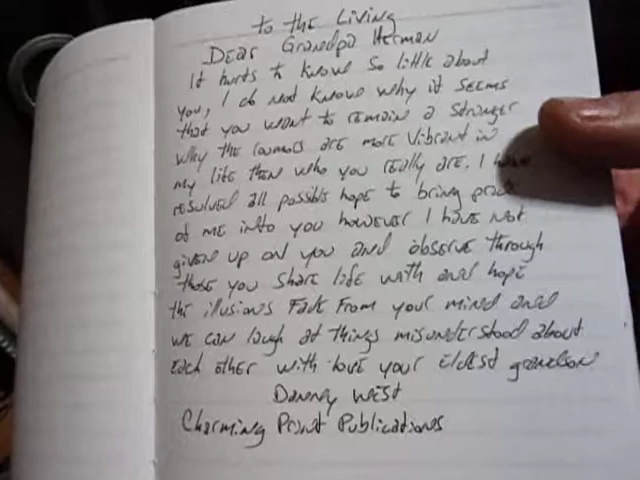 To the Living
Dear Grandpa Herman
It hurts to know so little about
you, I do not know why it seems
that you want to remain a stranger
why the rumors are more vibrant in
my life then who you really are. I have
resolved all possible hope to bring
of me into you however I have not
given up on you and observe through
those you share life with and hope
the illusions Fade From your mind and
we can laugh at things misunderstood about
each other with love your eldest grandson
Danny West
Charming Print Publications